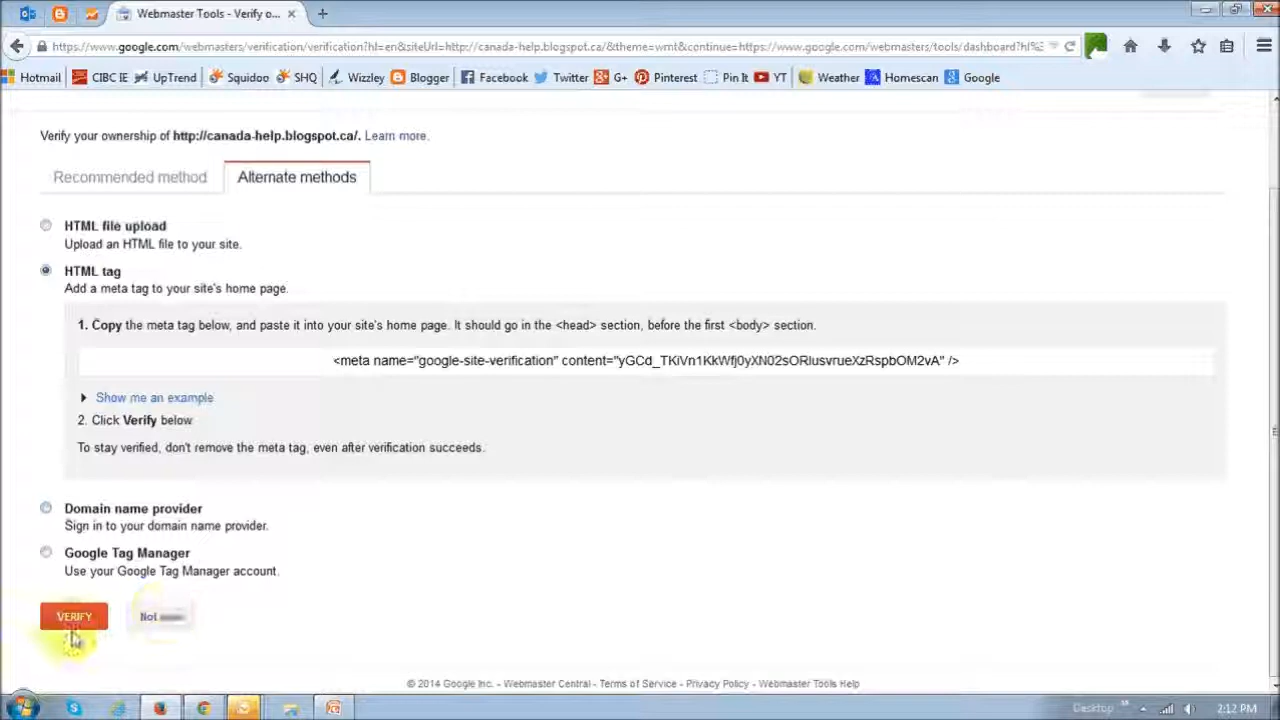 Webmaster Tools - Verify o...
https://www.google.com/webmasters/verification/verification?hl=en&siteUrl=http://canada-help.blogspot.ca/&theme=wmt&continue=https://www.google.com/webmasters/tools/dashboard?hl%
Hotmail CIBC IE UpTrend Squidoo SHQ Wizzley Blogger Facebook Twitter G+ Pinterest Pin It YT Weather Homescan Google
Verify your ownership of http://canada-help.blogspot.ca/. Learn more.
Recommended method Alternate methods
HTML file upload
Upload an HTML file to your site.
HTML tag
Add a meta tag to your site's home page.
1. Copy the meta tag below, and paste it into your site's home page. It should go in the <head> section, before the first <body> section.
<meta name="google-site-verification" content="yGCd_TKiVn1KkWfj0yXN02sORlusvrueXzRspbOM2vA" />
Show me an example
2. Click Verify below
To stay verified, don't remove the meta tag, even after verification succeeds.
Domain name provider
Sign in to your domain name provider.
Google Tag Manager
Use your Google Tag Manager account.
VERIFY Not
© 2014 Google Inc. - Webmaster Central - Terms of Service - Privacy Policy - Webmaster Tools Help
Desktop 2:12 PM